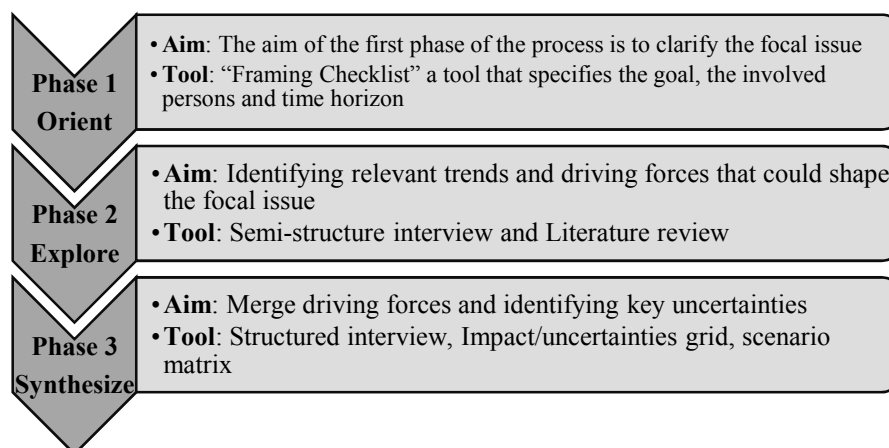 Phase 1
Orient
• Aim: The aim of the first phase of the process is to clarify the focal issue
• Tool: “Framing Checklist” a tool that specifies the goal, the involved
persons and time horizon
Phase 2
Explore
• Aim: Identifying relevant trends and driving forces that could shape
the focal issue
• Tool: Semi-structure interview and Literature review
Phase 3
Synthesize
• Aim: Merge driving forces and identifying key uncertainties
• Tool: Structured interview, Impact/uncertainties grid, scenario
matrix